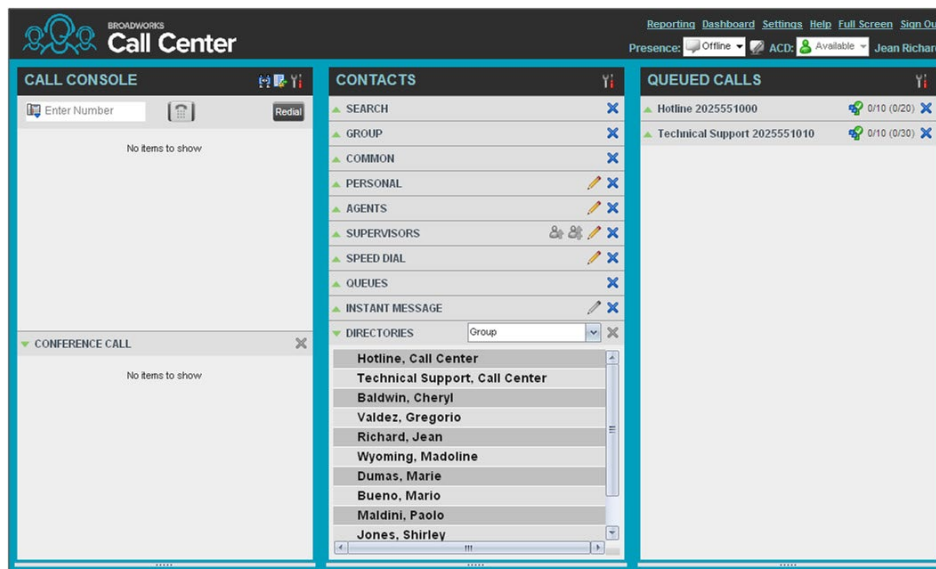 BROADWORKS
Call Center
Reporting Dashboard Settings Help Full Screen Sign Ou
Presence: Offline ACD: Available Jean Richard
CALL CONSOLE
Enter Number Redial
No items to show
CONFERENCE CALL
No items to show
CONTACTS
SEARCH
GROUP
COMMON
PERSONAL
AGENTS
SUPERVISORS
SPEED DIAL
QUEUES
INSTANT MESSAGE
DIRECTORIES Group
Hotline, Call Center
Technical Support, Call Center
Baldwin, Cheryl
Valdez, Gregorio
Richard, Jean
Wyoming, Madoline
Dumas, Marie
Bueno, Mario
Maldini, Paolo
Jones, Shirley
QUEUED CALLS
Hotline 2025551000 0/10 (0/20)
Technical Support 2025551010 0/10 (0/30)